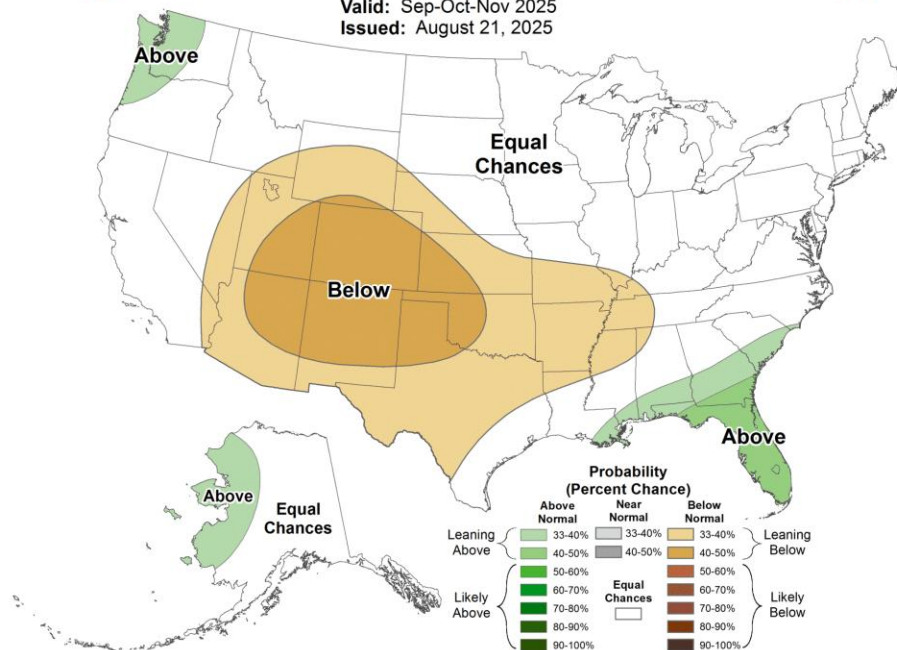 Valid: Sep-Oct-Nov 2025
Issued: August 21, 2025
Above
Equal
Chances
Below
Above
Above
Equal
Chances
Probability
(Percent Chance)
Above
Normal
Near
Normal
Below
Normal
Leaning
Above
33-40%
33-40%
33-40%
Leaning
Below
40-50%
40-50%
40-50%
Likely
Above
50-60%
60-70%
70-80%
80-90%
90-100%
Equal
Chances
50-60%
60-70%
70-80%
80-90%
90-100%
Likely
Below